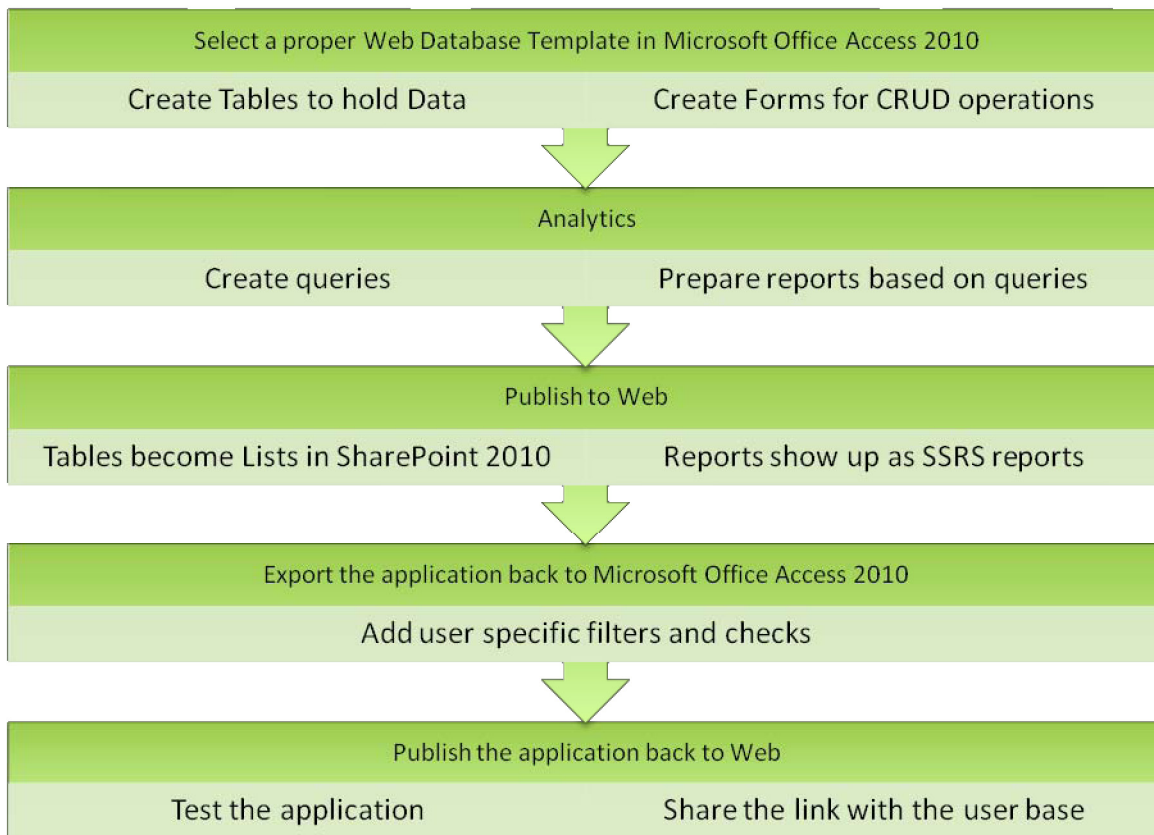 Select a proper Web Database Template in Microsoft Office Access 2010
Create Tables to hold Data
Create Forms for CRUD operations
Analytics
Create queries
Prepare reports based on queries
Publish to Web
Tables become Lists in SharePoint 2010
Reports show up as SSRS reports
Export the application back to Microsoft Office Access 2010
Add user specific filters and checks
Publish the application back to Web
Test the application
Share the link with the user base